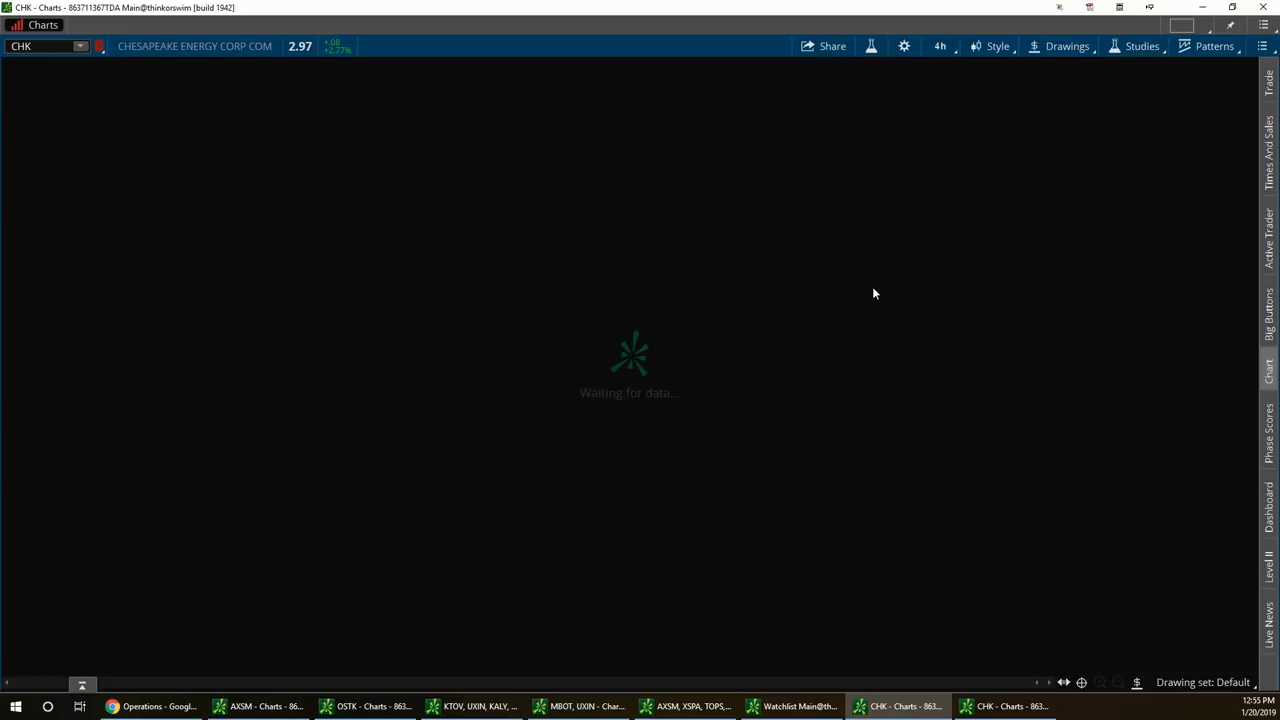 CHK - Charts - 863711367TDA Main@thinkorswim [build 1942]
Charts
CHK CHESAPEAKE ENERGY CORP COM 2.97 +.08 +2.77% Share 4h Style Drawings Studies Patterns
Trade
Times And Sales
Active Trader
Big Buttons
Chart
Phase Scores
Dashboard
Level II
Live News
Waiting for data...
Drawing set: Default
Operations - Googl... AXSM - Charts - 86... OSTK - Charts - 863... KTOV, UXIN, KALY, ... MBOT, UXIN - Char... AXSM, XSPA, TOPS,... Watchlist Main@th... CHK - Charts - 863... CHK - Charts - 863...
12:55 PM
1/20/2019